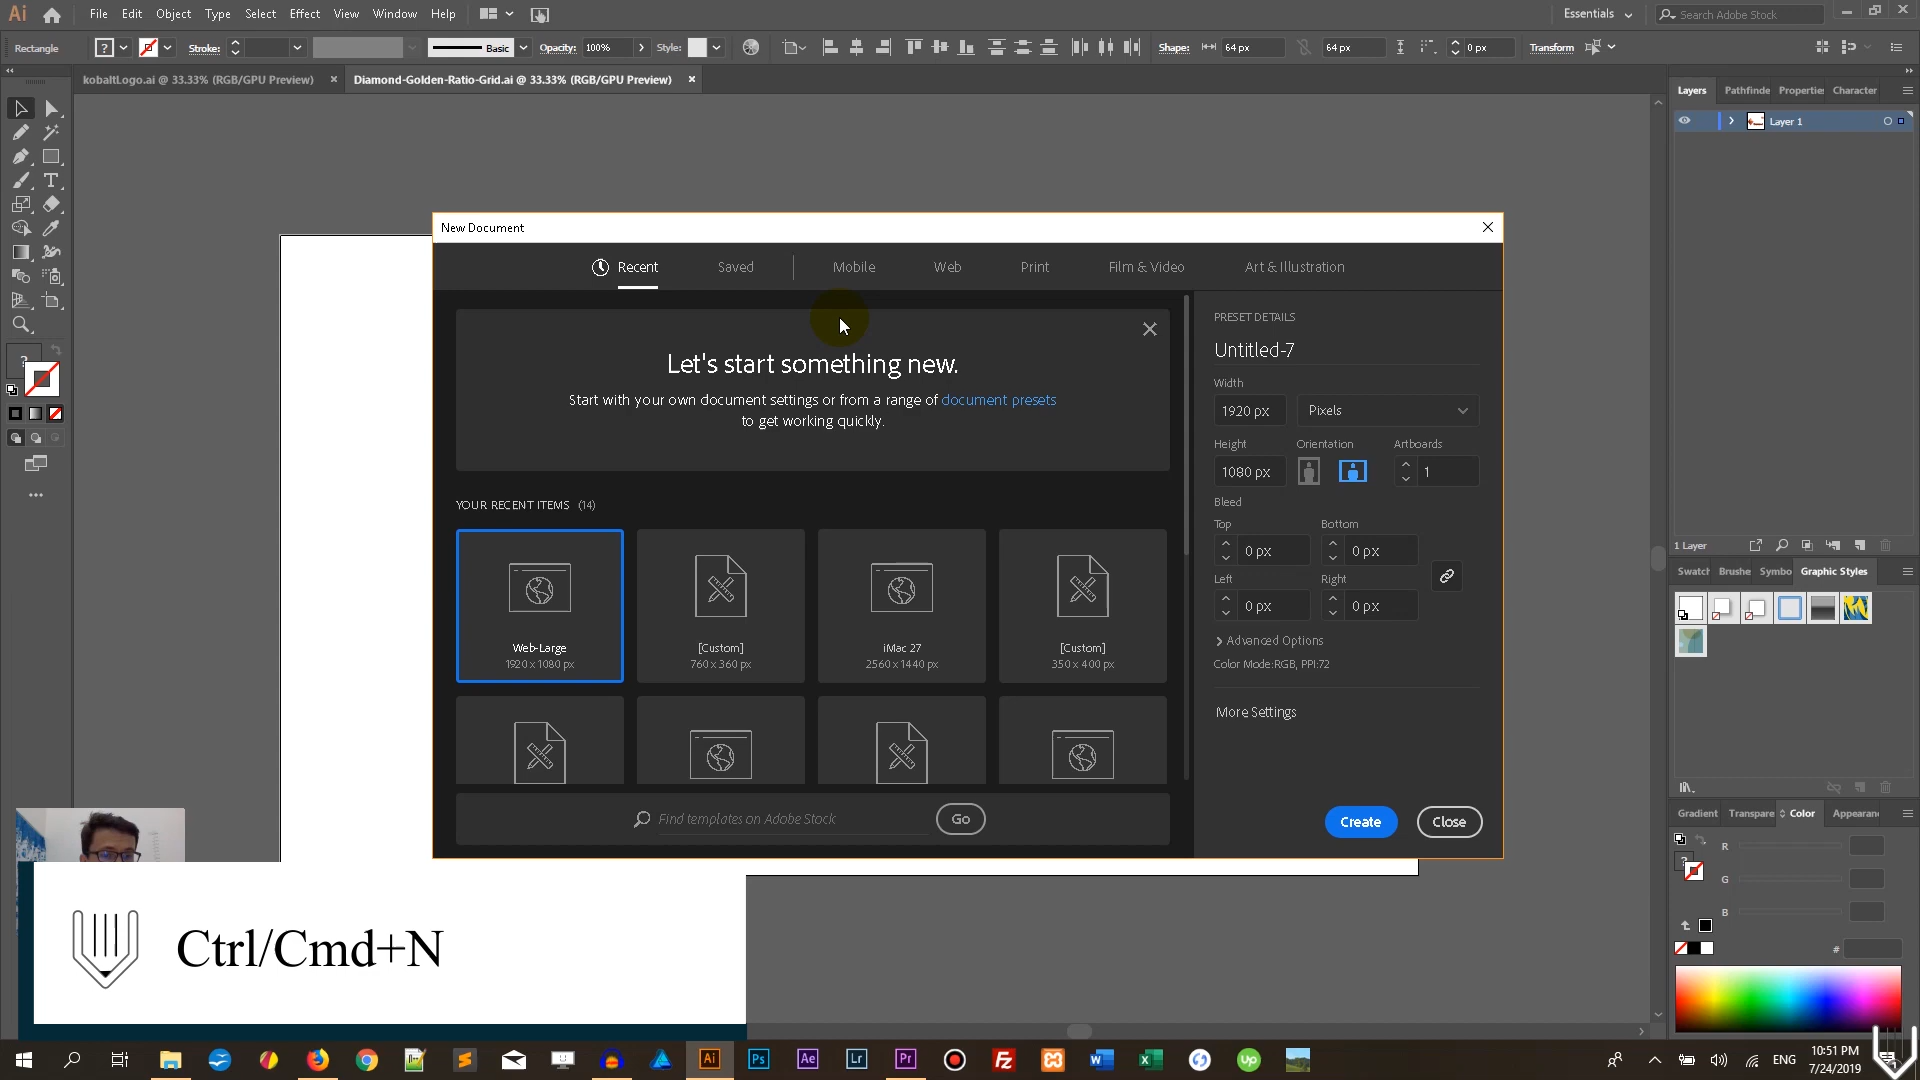 Ai File Edit Object Type Select Effect View Window Help Essentials Search Adobe Stock
Rectangle ? Stroke: Basic Opacity: 100% Style: Shape: 64 px 64 px 0 px Transform
kobaltLogo.ai @ 33.33% (RGB/GPU Preview) × Diamond-Golden-Ratio-Grid.ai @ 33.33% (RGB/GPU Preview) ×
Layers Pathfinde Properties Character
Layer 1
New Document
Recent Saved Mobile Web Print Film & Video Art & Illustration
Let's start something new.
Start with your own document settings or from a range of document presets
to get working quickly.
YOUR RECENT ITEMS (14)
Web-Large
1920 x 1080 px
[Custom]
760 x 360 px
iMac 27
2560 x 1440 px
[Custom]
350 x 400 px
Find templates on Adobe Stock Go
PRESET DETAILS
Untitled-7
Width
1920 px Pixels
Height Orientation Artboards
1080 px 1
Bleed
Top Bottom
0 px 0 px
Left Right
0 px 0 px
Advanced Options
Color Mode:RGB, PPI:72
More Settings
Create Close
1 Layer
Swatch Brushe Symbo Graphic Styles
Gradient Transpare Color Appearan
?
R
G
B
#
?
T
Ctrl/Cmd+N
Ai Ps Ae Lr Pr Fz W X Up
ENG 10:51 PM
7/24/2019